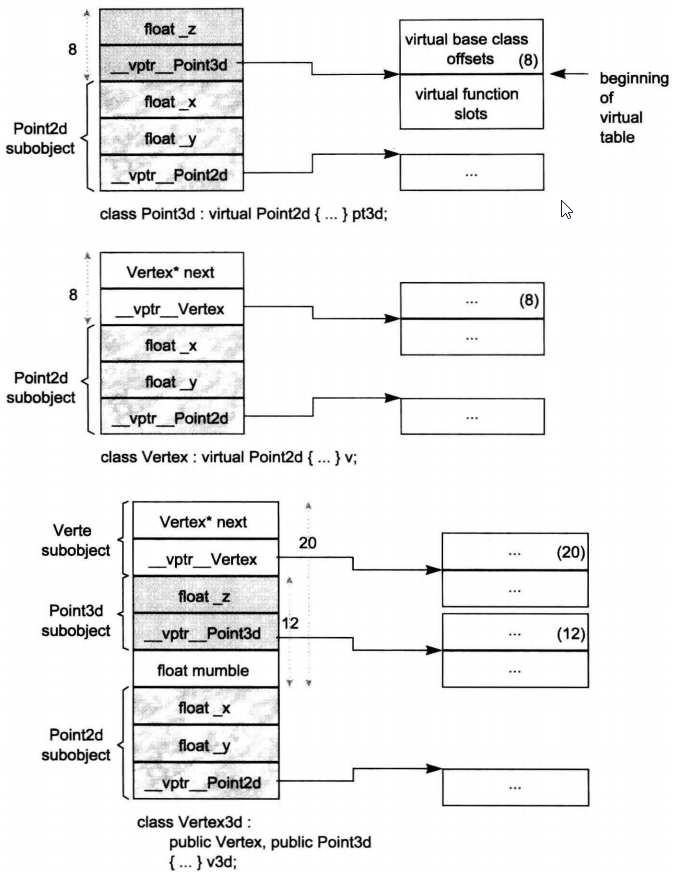 float _z
8
__vptr__Point3d
float _x
Point2d
subobject
float _y
__vptr__Point2d
virtual base class
offsets (8)
virtual function
slots
beginning
of
virtual
table
...
class Point3d : virtual Point2d { ... } pt3d;
Vertex* next
8
__vptr__Vertex
float _x
Point2d
subobject
float _y
__vptr__Point2d
... (8)
...
...
class Vertex : virtual Point2d { ... } v;
Verte
subobject
Vertex* next
20
__vptr__Vertex
Point3d
subobject
float _z
12
__vptr__Point3d
float mumble
Point2d
subobject
float _x
float _y
__vptr__Point2d
... (20)
...
... (12)
...
...
class Vertex3d :
public Vertex, public Point3d
{ ... } v3d;